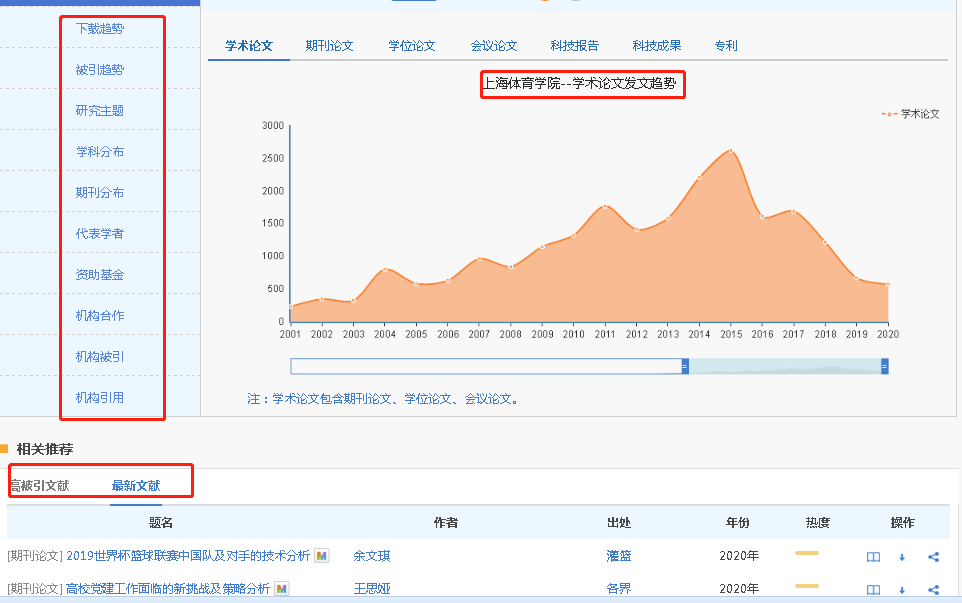 下载趋势
被引趋势
研究主题
学科分布
期刊分布
代表学者
资助基金
机构合作
机构被引
机构引用
学术论文 期刊论文 学位论文 会议论文 科技报告 科技成果 专利
上海体育学院--学术论文发文趋势
学术论文
3000
2500
2000
1500
1000
500
0
2001 2002 2003 2004 2005 2006 2007 2008 2009 2010 2011 2012 2013 2014 2015 2016 2017 2018 2019 2020
注：学术论文包含期刊论文、学位论文、会议论文。
相关推荐
高被引文献 最新文献
题名 作者 出处 年份 热度 操作
[期刊论文] 2019世界杯篮球联赛中国队及对手的技术分析 M 余文琪 灌篮 2020年
[期刊论文] 高校党建工作面临的新挑战及策略分析 M 王思娅 各界 2020年